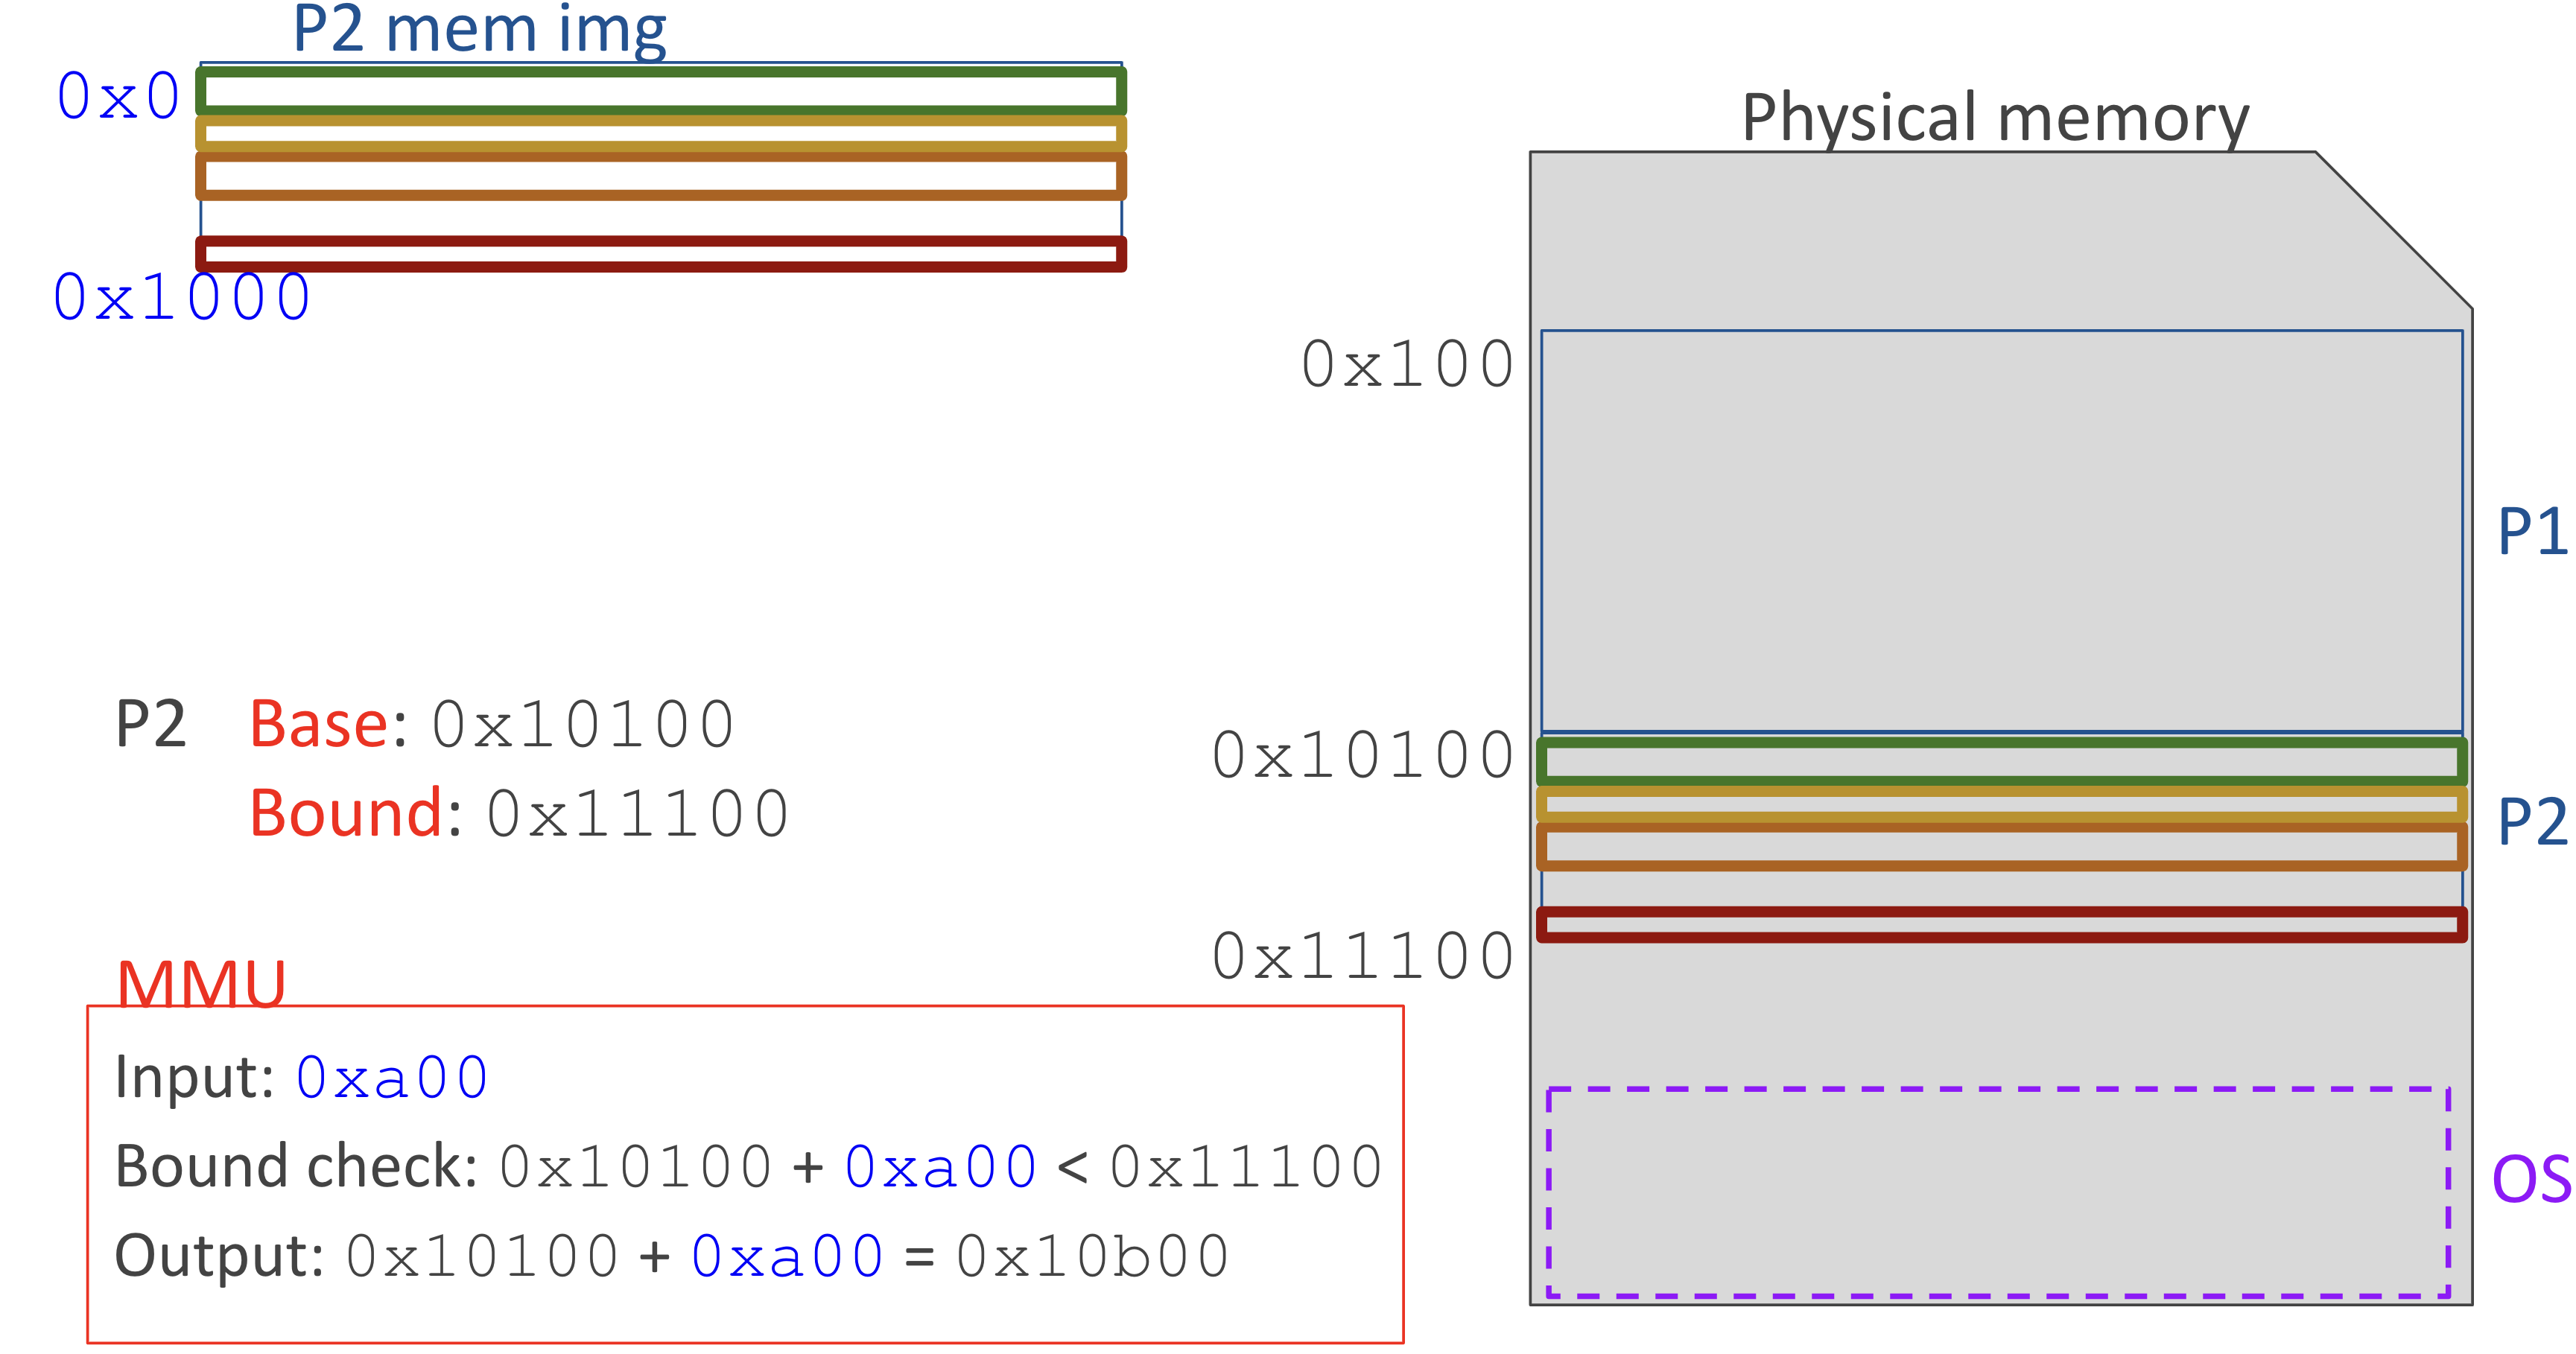 P2 mem img
0x0
0x1000
Physical memory
0x100
P1
P2 Base: 0x10100
Bound: 0x11100
0x10100
P2
0x11100
MMU
Input: 0xa00
Bound check: 0x10100 + 0xa00 < 0x11100
Output: 0x10100 + 0xa00 = 0x10b00
OS